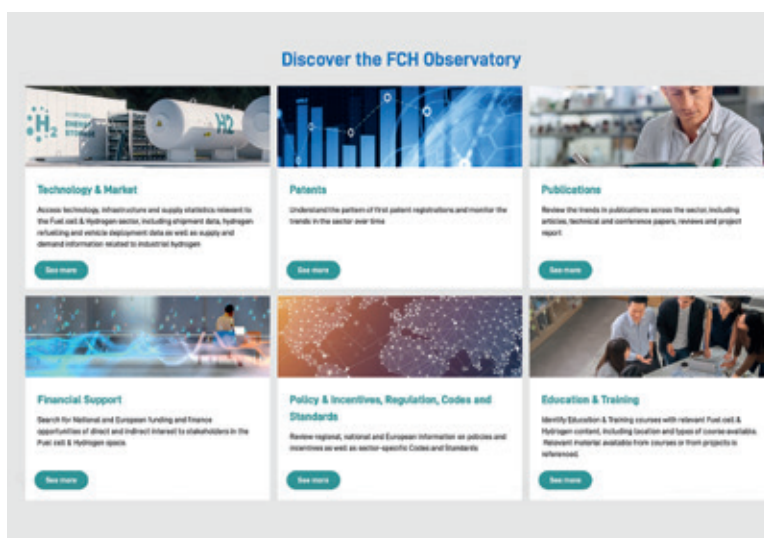 Discover the FCH Observatory
H2
HYDROGEN
ENERGY
STORAGE
H2
Technology & Market
Access technology, infrastructure and supply statistics relevant to
the Fuel cell & Hydrogen sector, including shipment data, hydrogen
refuelling and vehicle deployment data as well as supply and
demand information related to industrial hydrogen
See more
Patents
Understand the pattern of first patent registrations and monitor the
trends in the sector over time
See more
Publications
Review the trends in publications across the sector, including
articles, technical and conference papers, reviews and project
report
See more
Financial Support
Search for National and European funding and finance
opportunities of direct and indirect interest to stakeholders in the
Fuel cell & Hydrogen space.
See more
Policy & Incentives, Regulation, Codes and
Standards
Review regional, national and European information on policies and
incentives as well as sector-specific Codes and Standards
See more
Education & Training
Identify Education & Training courses with relevant Fuel cell &
Hydrogen content, including location and types of course available.
Relevant material available from courses or from projects is
referenced.
See more